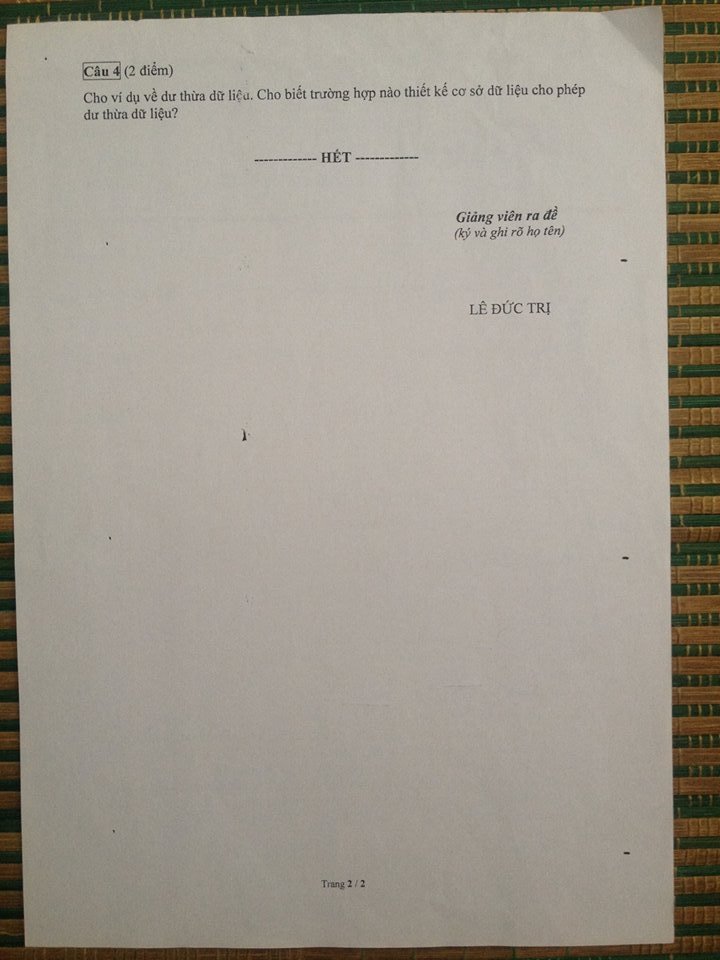 Câu 4 (2 điểm)
Cho ví dụ về dư thừa dữ liệu. Cho biết trường hợp nào thiết kế cơ sở dữ liệu cho phép
dư thừa dữ liệu?
------------- HẾT -------------
Giảng viên ra đề
(ký và ghi rõ họ tên)
LÊ ĐỨC TRỊ
Trang 2 / 2